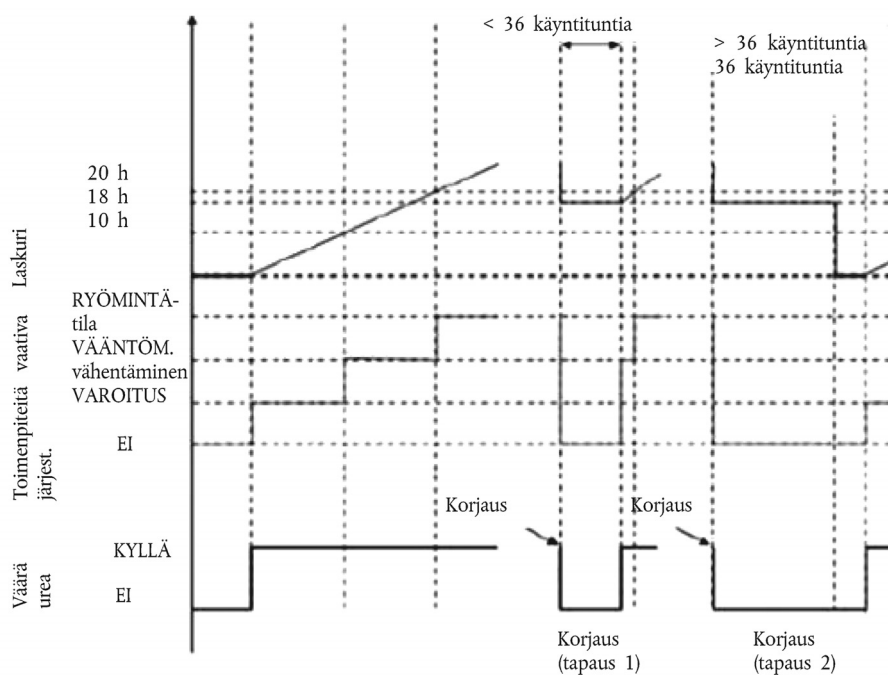 < 36 käyntituntia
> 36 käyntituntia
36 käyntituntia
20 h
18 h
10 h
Laskuri
RYÖMINTÄ-
tila
VÄÄNTÖM.
vähentäminen
VAROITUS
EI
Toimenpiteitä vaativa
järjest.
Korjaus
Korjaus
KYLLÄ
EI
Väärä
urea
Korjaus
(tapaus 1)
Korjaus
(tapaus 2)